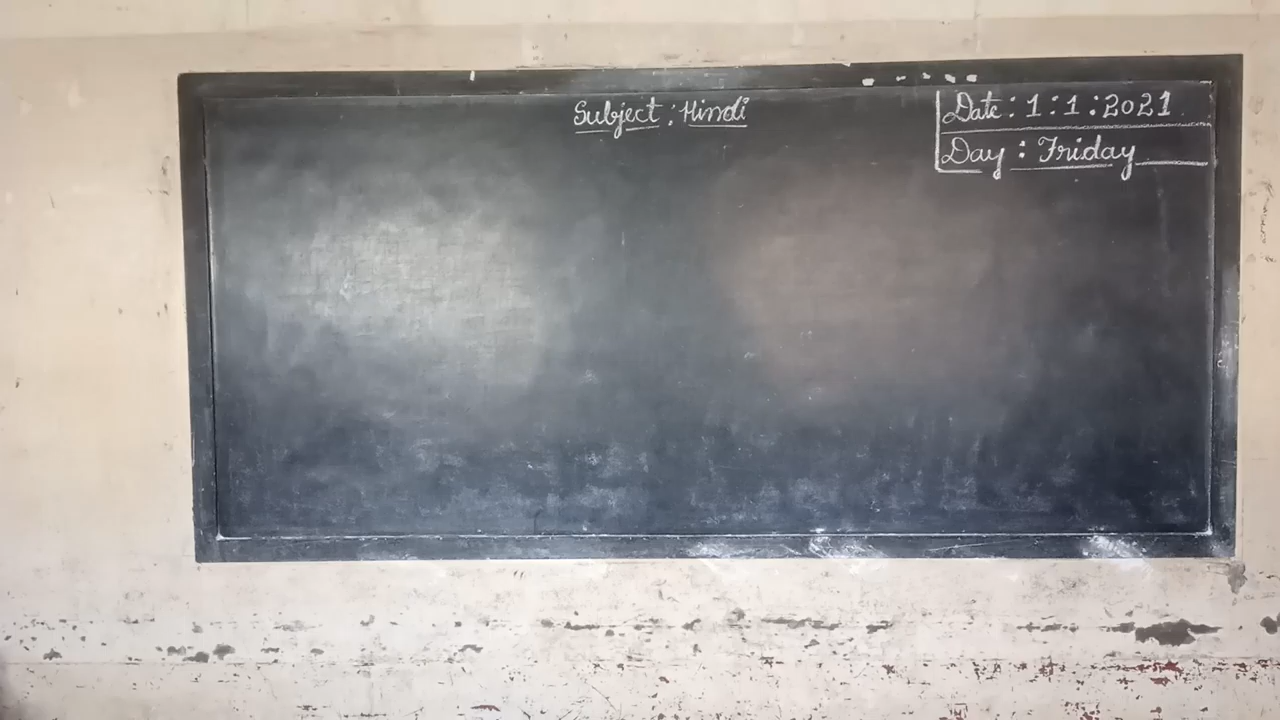 Subject : Hindi
Date : 1 : 1 : 2021
Day : Friday